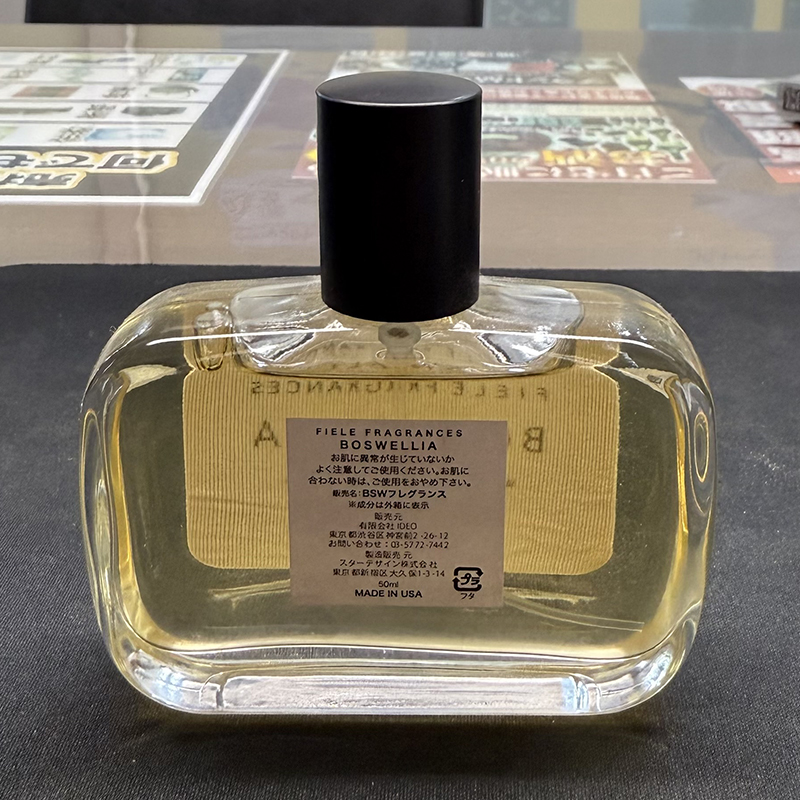 何でも
FIELE FRAGRANCES
FIELE FRAGRANCES
BOSWELLIA
お肌に異常が生じていないか
よく注意してご使用ください。お肌に
合わない時は、ご使用をおやめ下さい。
販売名:BSWフレグランス
※成分は外箱に表示
販売元
有限会社 IDEO
東京都渋谷区神宮前2-26-12
お問い合わせ:03-5772-7442
製造販売元
スターデザイン株式会社
東京都新宿区大久保1-3-14
50ml
MADE IN USA
プラ
フタ